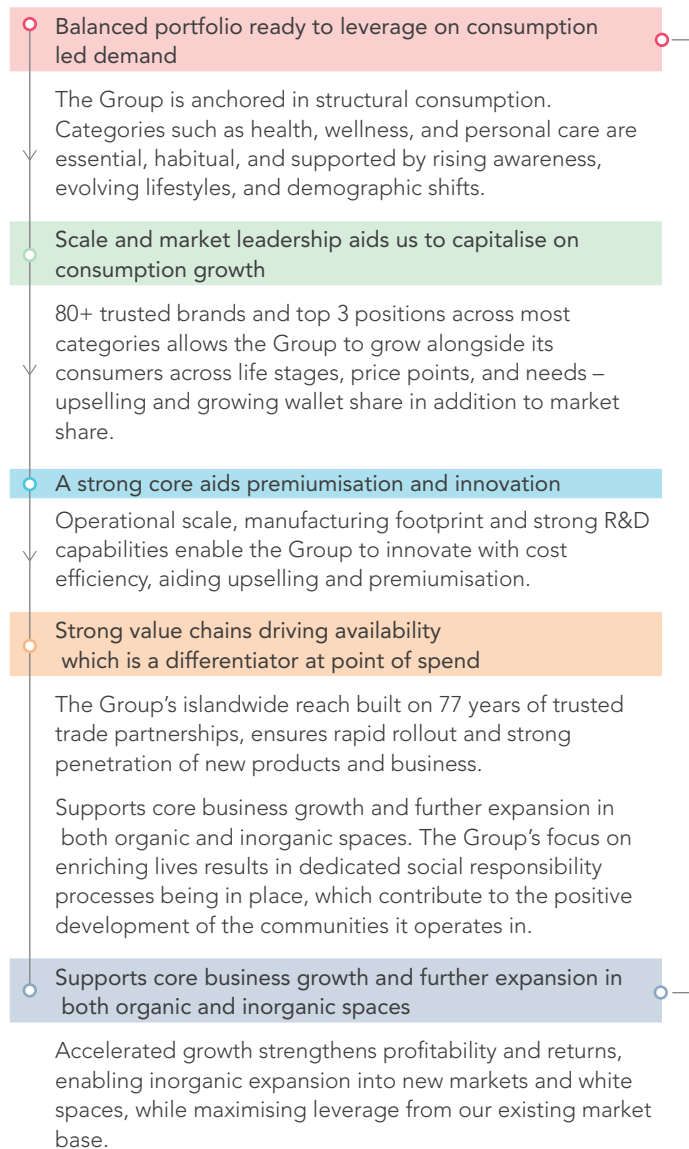 Balanced portfolio ready to leverage on consumption
led demand
The Group is anchored in structural consumption.
Categories such as health, wellness, and personal care are
essential, habitual, and supported by rising awareness,
evolving lifestyles, and demographic shifts.
Scale and market leadership aids us to capitalise on
consumption growth
80+ trusted brands and top 3 positions across most
categories allows the Group to grow alongside its
consumers across life stages, price points, and needs –
upselling and growing wallet share in addition to market
share.
A strong core aids premiumisation and innovation
Operational scale, manufacturing footprint and strong R&D
capabilities enable the Group to innovate with cost
efficiency, aiding upselling and premiumisation.
Strong value chains driving availability
which is a differentiator at point of spend
The Group’s islandwide reach built on 77 years of trusted
trade partnerships, ensures rapid rollout and strong
penetration of new products and business.
Supports core business growth and further expansion in
both organic and inorganic spaces. The Group’s focus on
enriching lives results in dedicated social responsibility
processes being in place, which contribute to the positive
development of the communities it operates in.
Supports core business growth and further expansion in
both organic and inorganic spaces
Accelerated growth strengthens profitability and returns,
enabling inorganic expansion into new markets and white
spaces, while maximising leverage from our existing market
base.